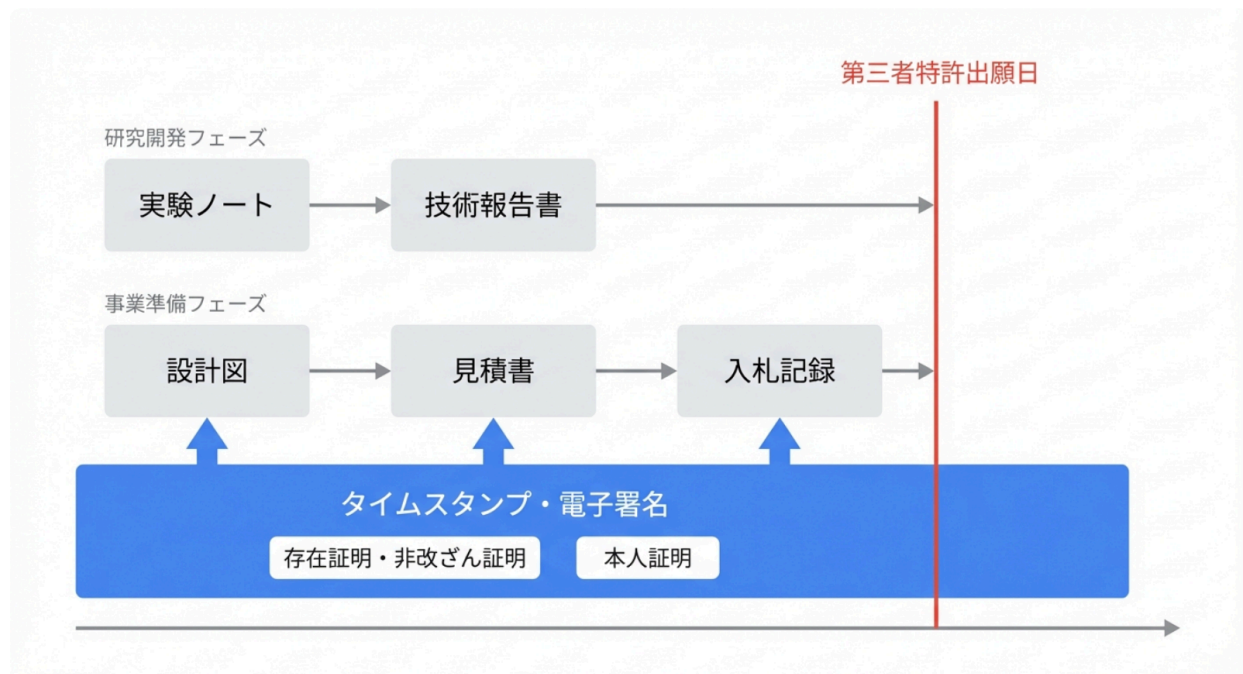 第三者特許出願日
研究開発フェーズ
実験ノート
技術報告書
事業準備フェーズ
設計図
見積書
入札記録
タイムスタンプ・電子署名
存在証明・非改ざん証明
本人証明